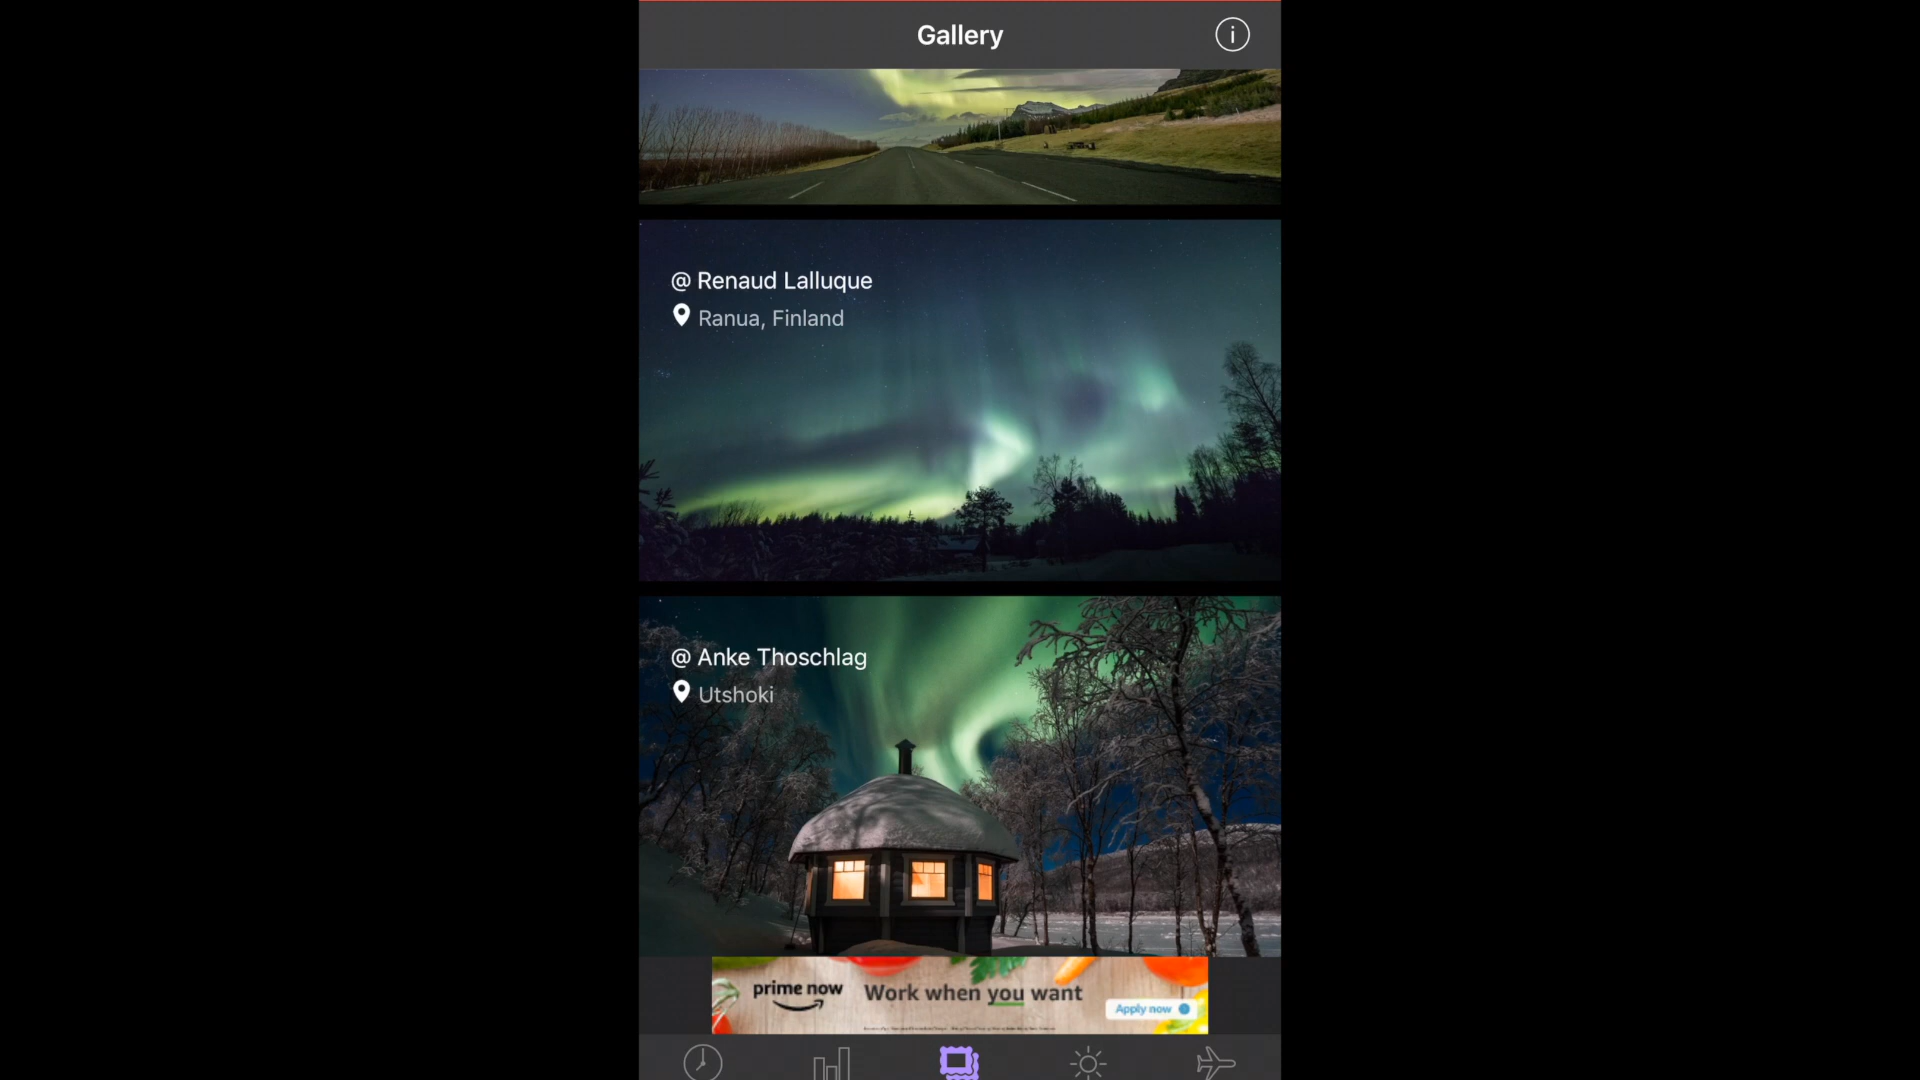 Gallery
@ Renaud Lalluque
Ranua, Finland
@ Anke Thoschlag
Utshoki
prime now
Work when you want
Apply now